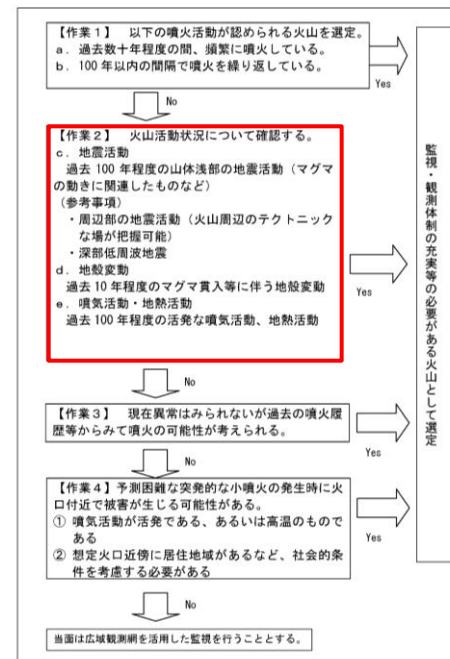 【作業1】 以下の噴火活動が認められる火山を選定。
a．過去数十年程度の間、頻繁に噴火している。
b．100年以内の間隔で噴火を繰り返している。
Yes
No
【作業2】 火山活動状況について確認する。
c．地震活動
過去100年程度の山体浅部の地震活動（マグマ
の動きに関連したものなど）
（参考事項）
・周辺部の地震活動（火山周辺のテクトニック
な場が把握可能）
・深部低周波地震
d．地殻変動
過去10年程度のマグマ貫入等に伴う地殻変動
e．噴気活動・地熱活動
過去100年程度の活発な噴気活動、地熱活動
Yes
No
【作業3】 現在異常はみられないが過去の噴火履
歴等からみて噴火の可能性が考えられる。
Yes
No
【作業4】予測困難な突発的な小噴火の発生時に火
口付近で被害が生じる可能性がある。
① 噴気活動が活発である、あるいは高温のもので
ある
② 想定火口近傍に居住地域があるなど、社会的条
件を考慮する必要がある
Yes
No
当面は広域観測網を活用した監視を行うこととする。
監視・観測体制の充実等の必要がある火山として選定